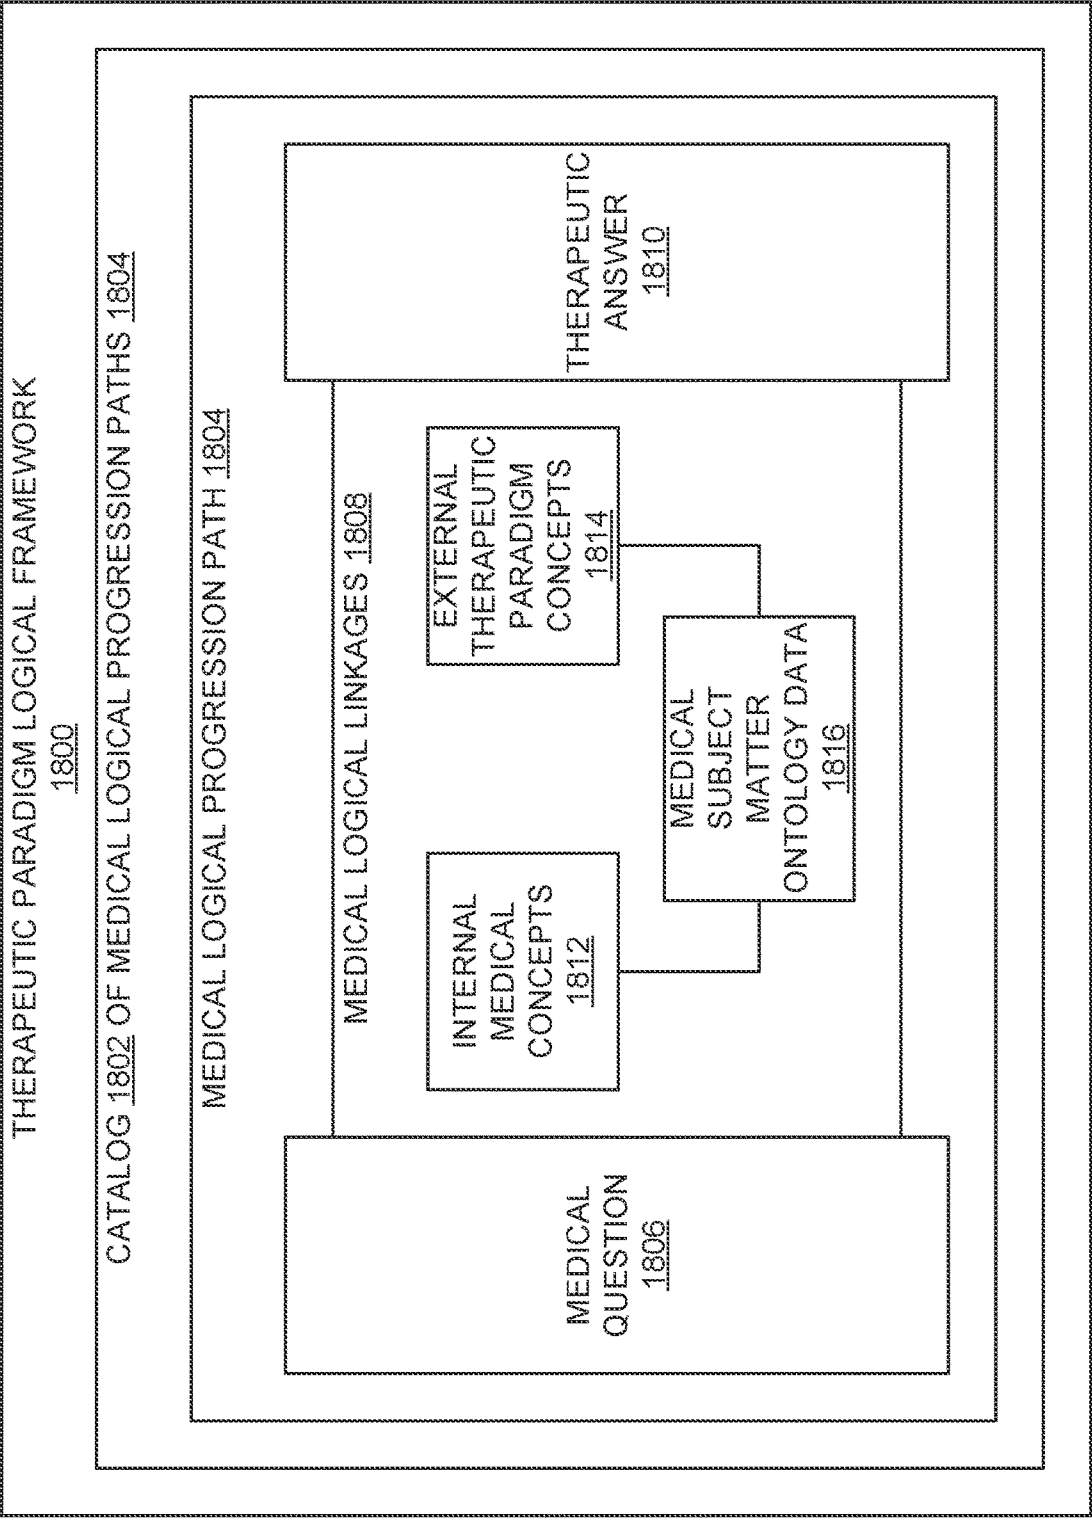 THERAPEUTIC PARADIGM LOGICAL FRAMEWORK
1800
CATALOG 1802 OF MEDICAL LOGICAL PROGRESSION PATHS 1804
MEDICAL LOGICAL PROGRESSION PATH 1804
MEDICAL LOGICAL LINKAGES 1808
MEDICAL
QUESTION
1806
INTERNAL
MEDICAL
CONCEPTS
1812
EXTERNAL
THERAPEUTIC
PARADIGM
CONCEPTS
1814
MEDICAL
SUBJECT
MATTER
ONTOLOGY DATA
1816
THERAPEUTIC
ANSWER
1810